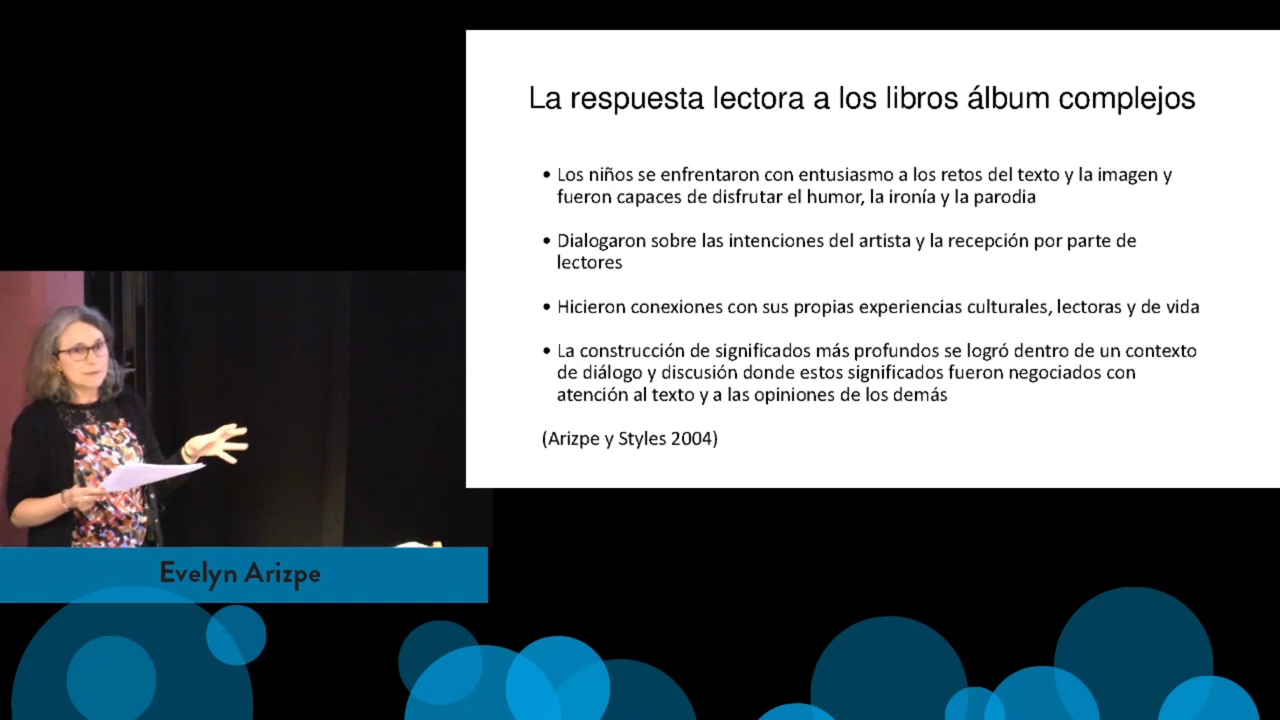 La respuesta lectora a los libros álbum complejos
• Los niños se enfrentaron con entusiasmo a los retos del texto y la imagen y
fueron capaces de disfrutar el humor, la ironía y la parodia
• Dialogaron sobre las intenciones del artista y la recepción por parte de
lectores
• Hicieron conexiones con sus propias experiencias culturales, lectoras y de vida
• La construcción de significados más profundos se logró dentro de un contexto
de diálogo y discusión donde estos significados fueron negociados con
atención al texto y a las opiniones de los demás
(Arizpe y Styles 2004)
Evelyn Arizpe